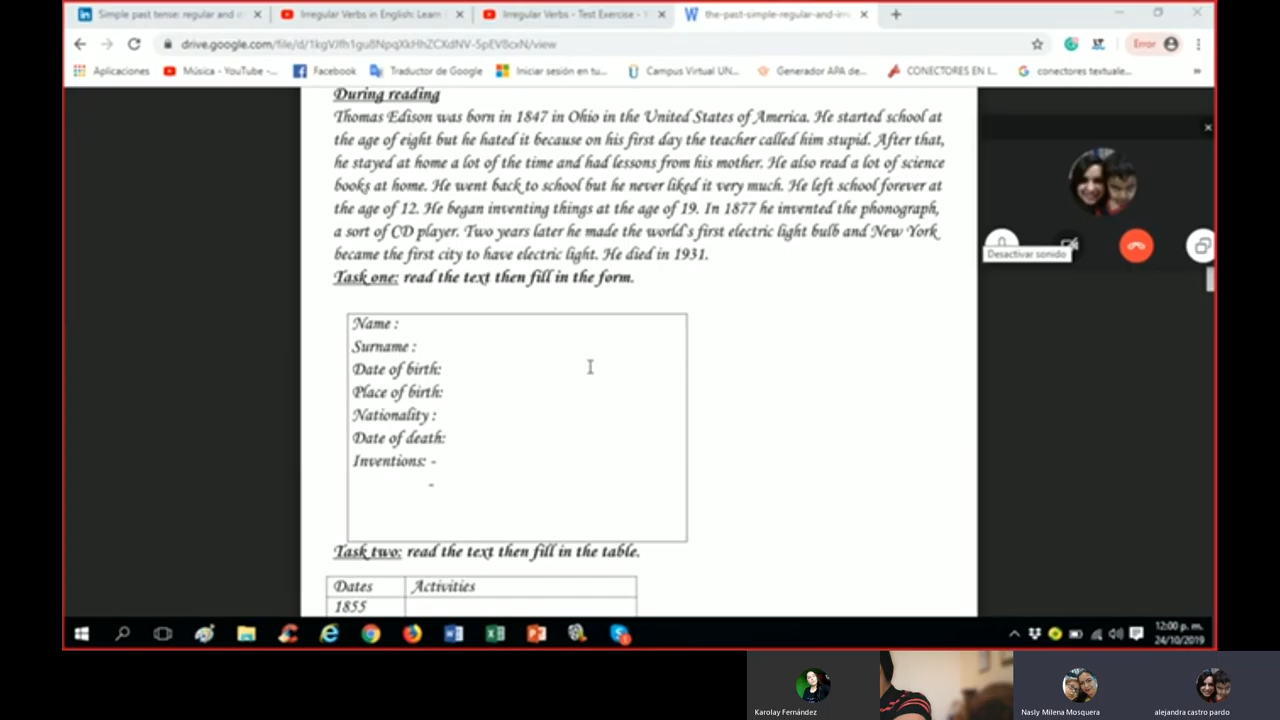 Simple past tense: regular and i
Irregular Verbs in English: Learn
Irregular Verbs - Test Exercise -
the-past-simple-regular-and-irre
drive.google.com/file/d/1kgVJfh1gu8NpqXkHhZCXdNV-5pEV8cxN/view
Error
Aplicaciones
Música - YouTube -...
Facebook
Traductor de Google
Iniciar sesión en tu...
Campus Virtual UN...
Generador APA de...
CONECTORES EN I...
conectores textuale...
»
During reading
Thomas Edison was born in 1847 in Ohio in the United States of America. He started school at
the age of eight but he hated it because on his first day the teacher called him stupid. After that,
he stayed at home a lot of the time and had lessons from his mother. He also read a lot of science
books at home. He went back to school but he never liked it very much. He left school forever at
the age of 12. He began inventing things at the age of 19. In 1877 he invented the phonograph,
a sort of CD player. Two years later he made the world's first electric light bulb and New York
became the first city to have electric light. He died in 1931.
Task one: read the text then fill in the form.
Name :
Surname :
Date of birth:
Place of birth:
Nationality :
Date of death:
Inventions: -
-
Task two: read the text then fill in the table.
Dates Activities
1855
Desactivar sonido
12:00 p. m.
24/10/2019
Karolay Fernández
Nasly Milena Mosquera
alejandra castro pardo